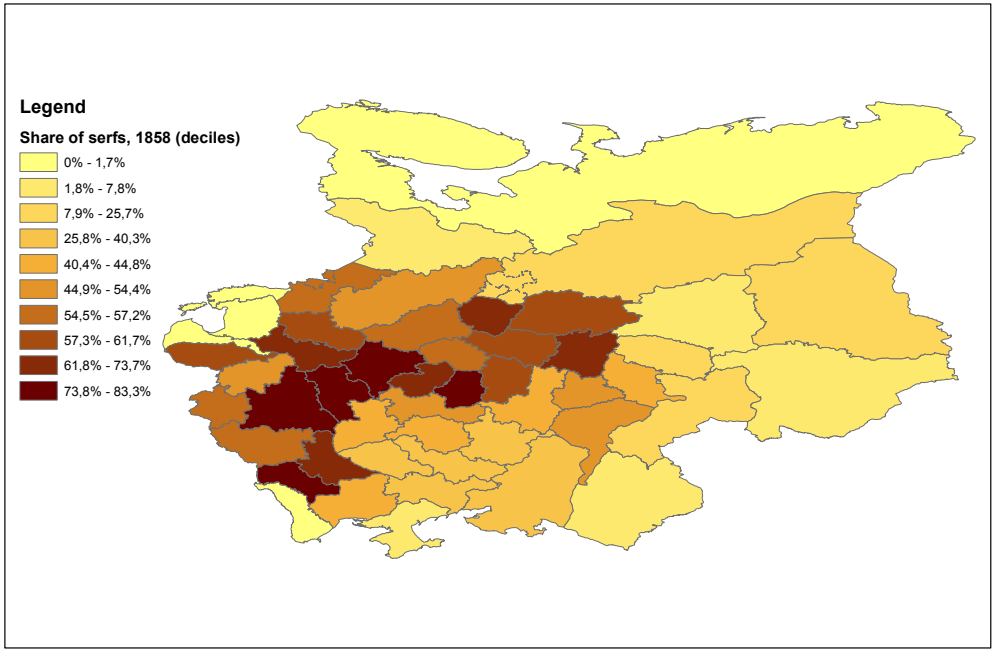 Legend
Share of serfs, 1858 (deciles)
0% - 1,7%
1,8% - 7,8%
7,9% - 25,7%
25,8% - 40,3%
40,4% - 44,8%
44,9% - 54,4%
54,5% - 57,2%
57,3% - 61,7%
61,8% - 73,7%
73,8% - 83,3%